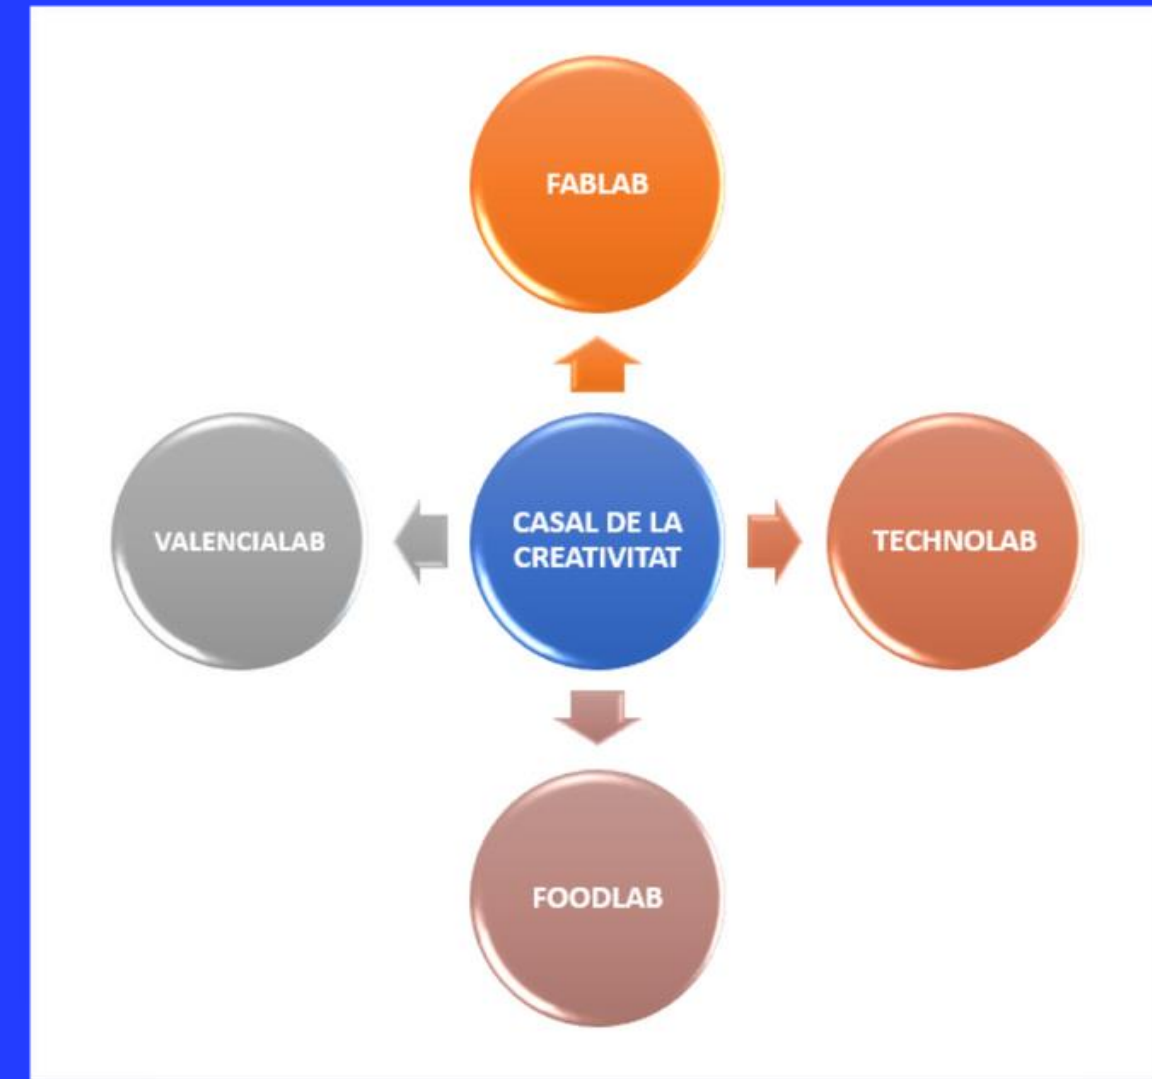 FABLAB
VALENCIALAB
CASAL DE LA
CREATIVITAT
TECHNOLAB
FOODLAB